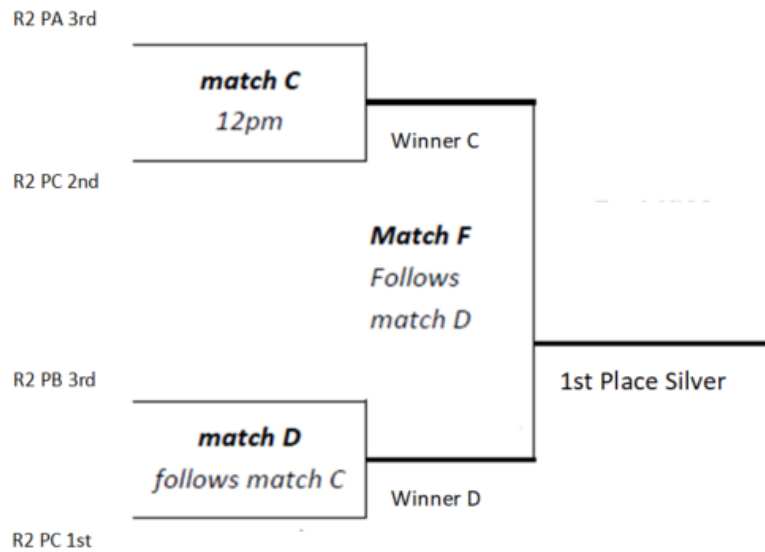 R2 PA 3rd
match C
12pm
Winner C
R2 PC 2nd
Match F
Follows
match D
R2 PB 3rd
1st Place Silver
match D
follows match C
Winner D
R2 PC 1st